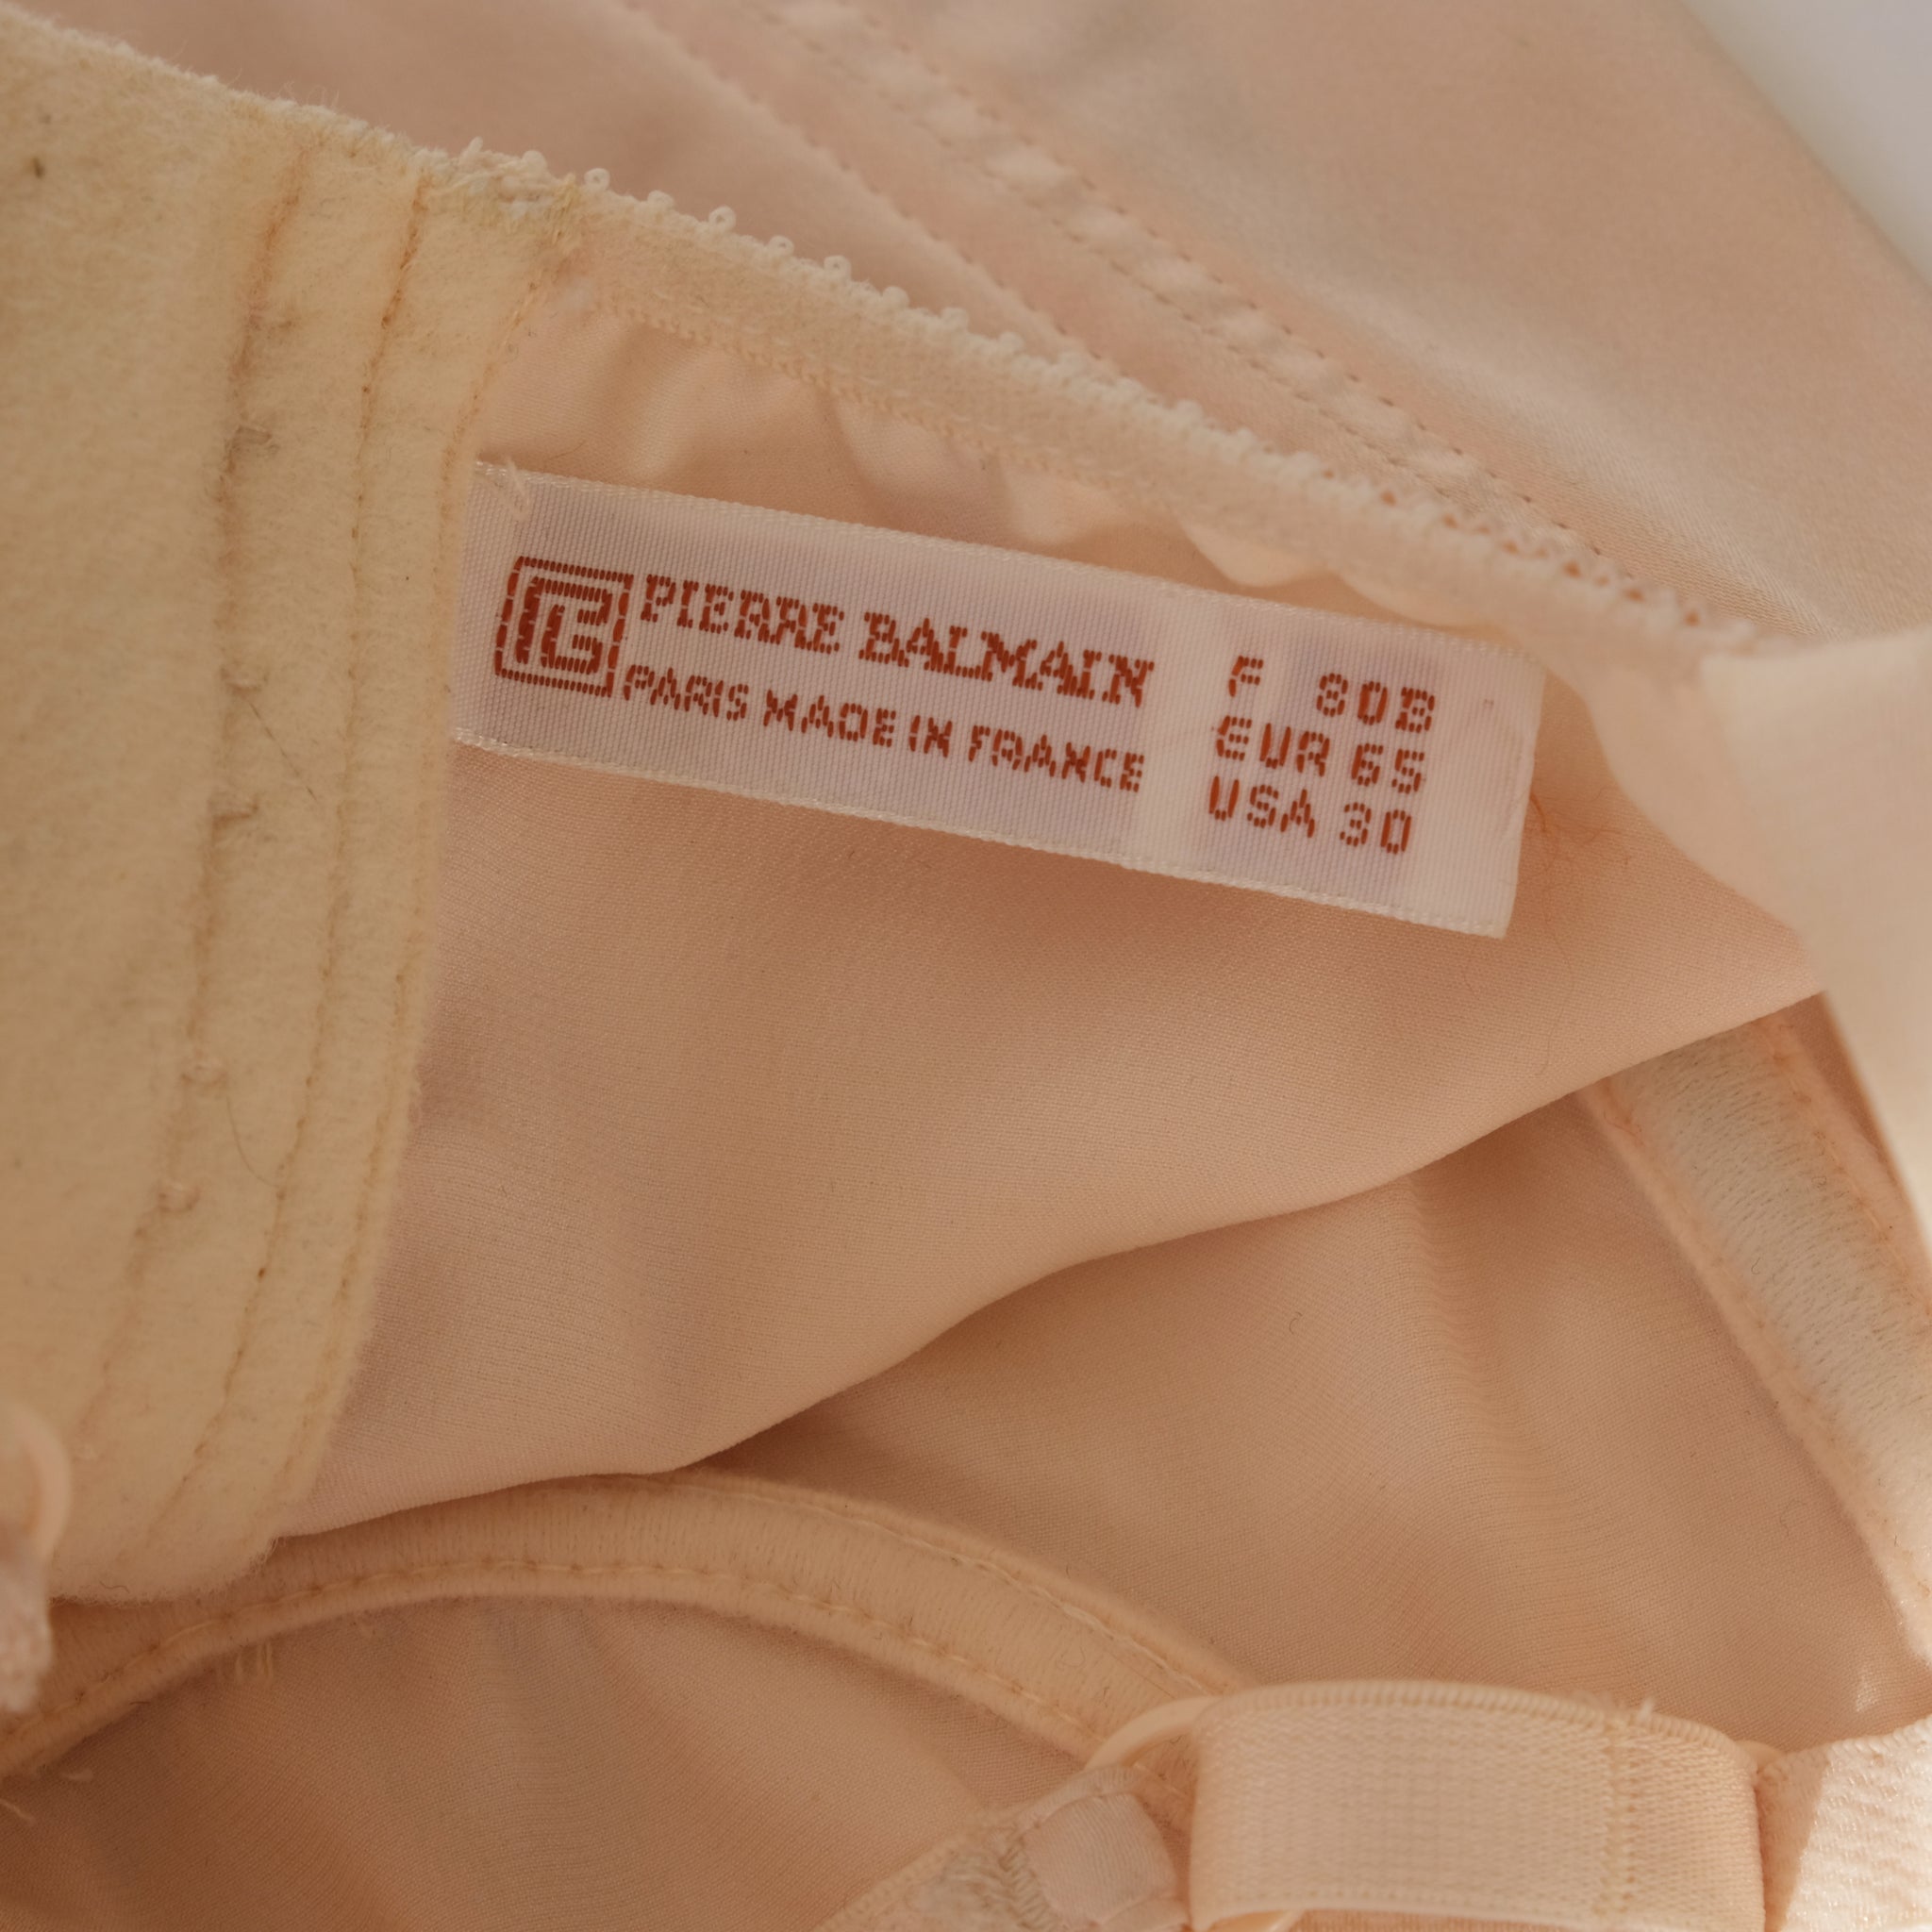 PIERRE BALMAIN
PARIS MADE IN FRANCE
F 80B
EUR 65
USA 30